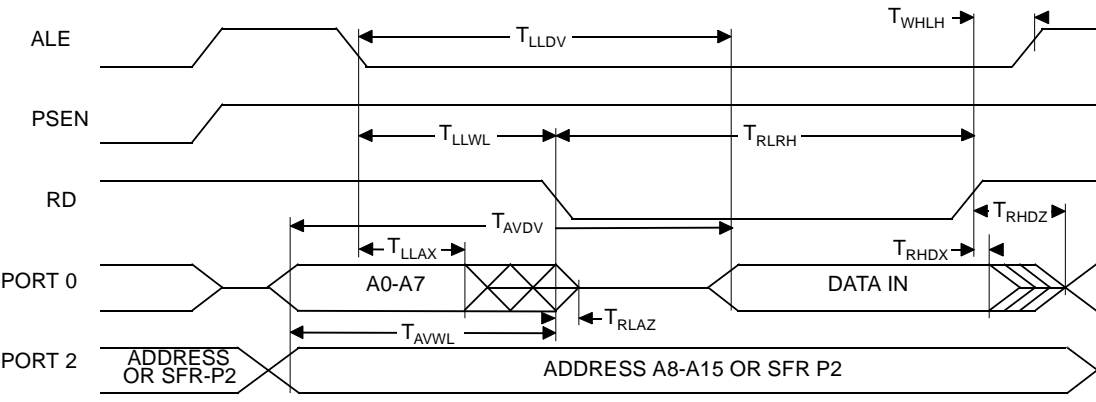 T_WHLH
ALE
T_LLDV
PSEN
T_LLWL
T_RLRH
RD
T_AVDV
T_RHDZ
T_LLAX
T_RHDX
PORT 0
A0-A7
DATA IN
T_RLAZ
T_AVWL
PORT 2
ADDRESS
OR SFR-P2
ADDRESS A8-A15 OR SFR P2